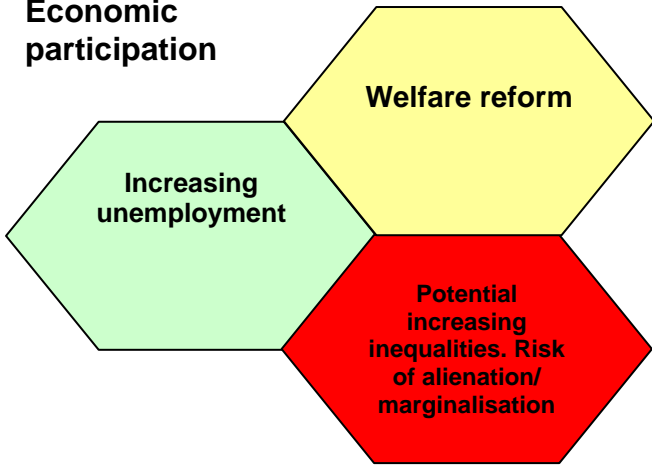 Economic
participation
Welfare reform
Increasing
unemployment
Potential
increasing
inequalities. Risk
of alienation/
marginalisation